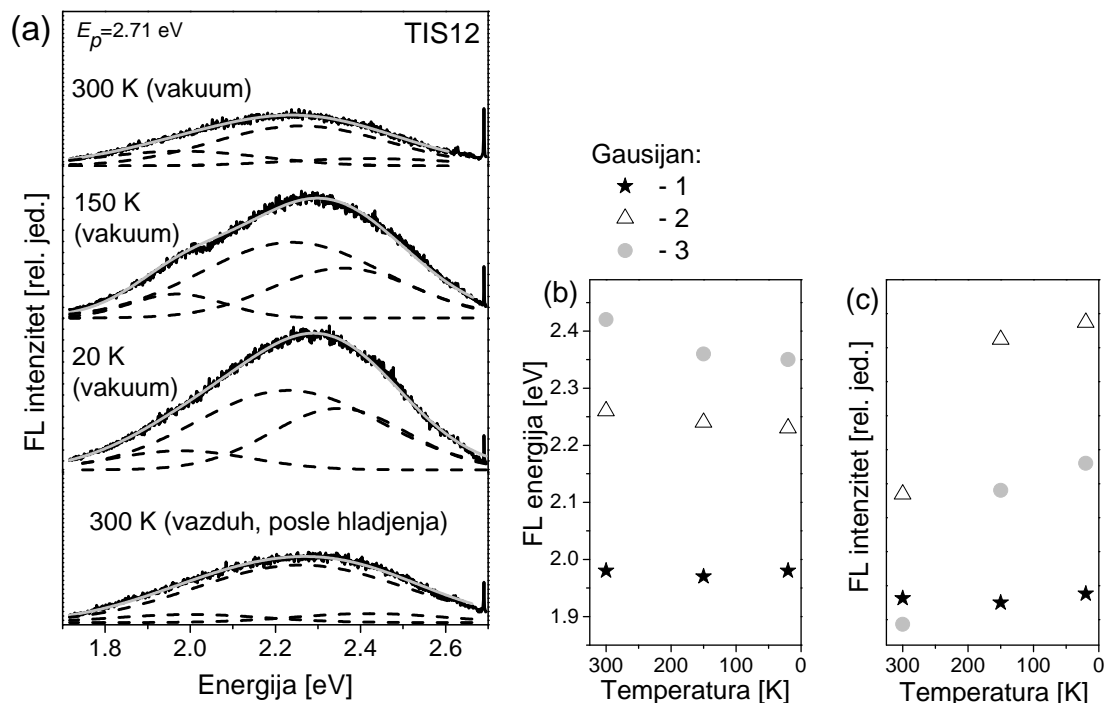 (a)
Eₚ=2.71 eV
TIS12
300 K (vakuum)
150 K
(vakuum)
20 K
(vakuum)
300 K (vazduh, posle hladjenja)
FL intenzitet [rel. jed.]
1.8 2.0 2.2 2.4 2.6
Energija [eV]
Gausijan:
- 1
- 2
- 3
(b)
FL energija [eV]
2.4
2.3
2.2
2.1
2.0
1.9
300 200 100 0
Temperatura [K]
(c)
FL intenzitet [rel. jed.]
300 200 100 0
Temperatura [K]